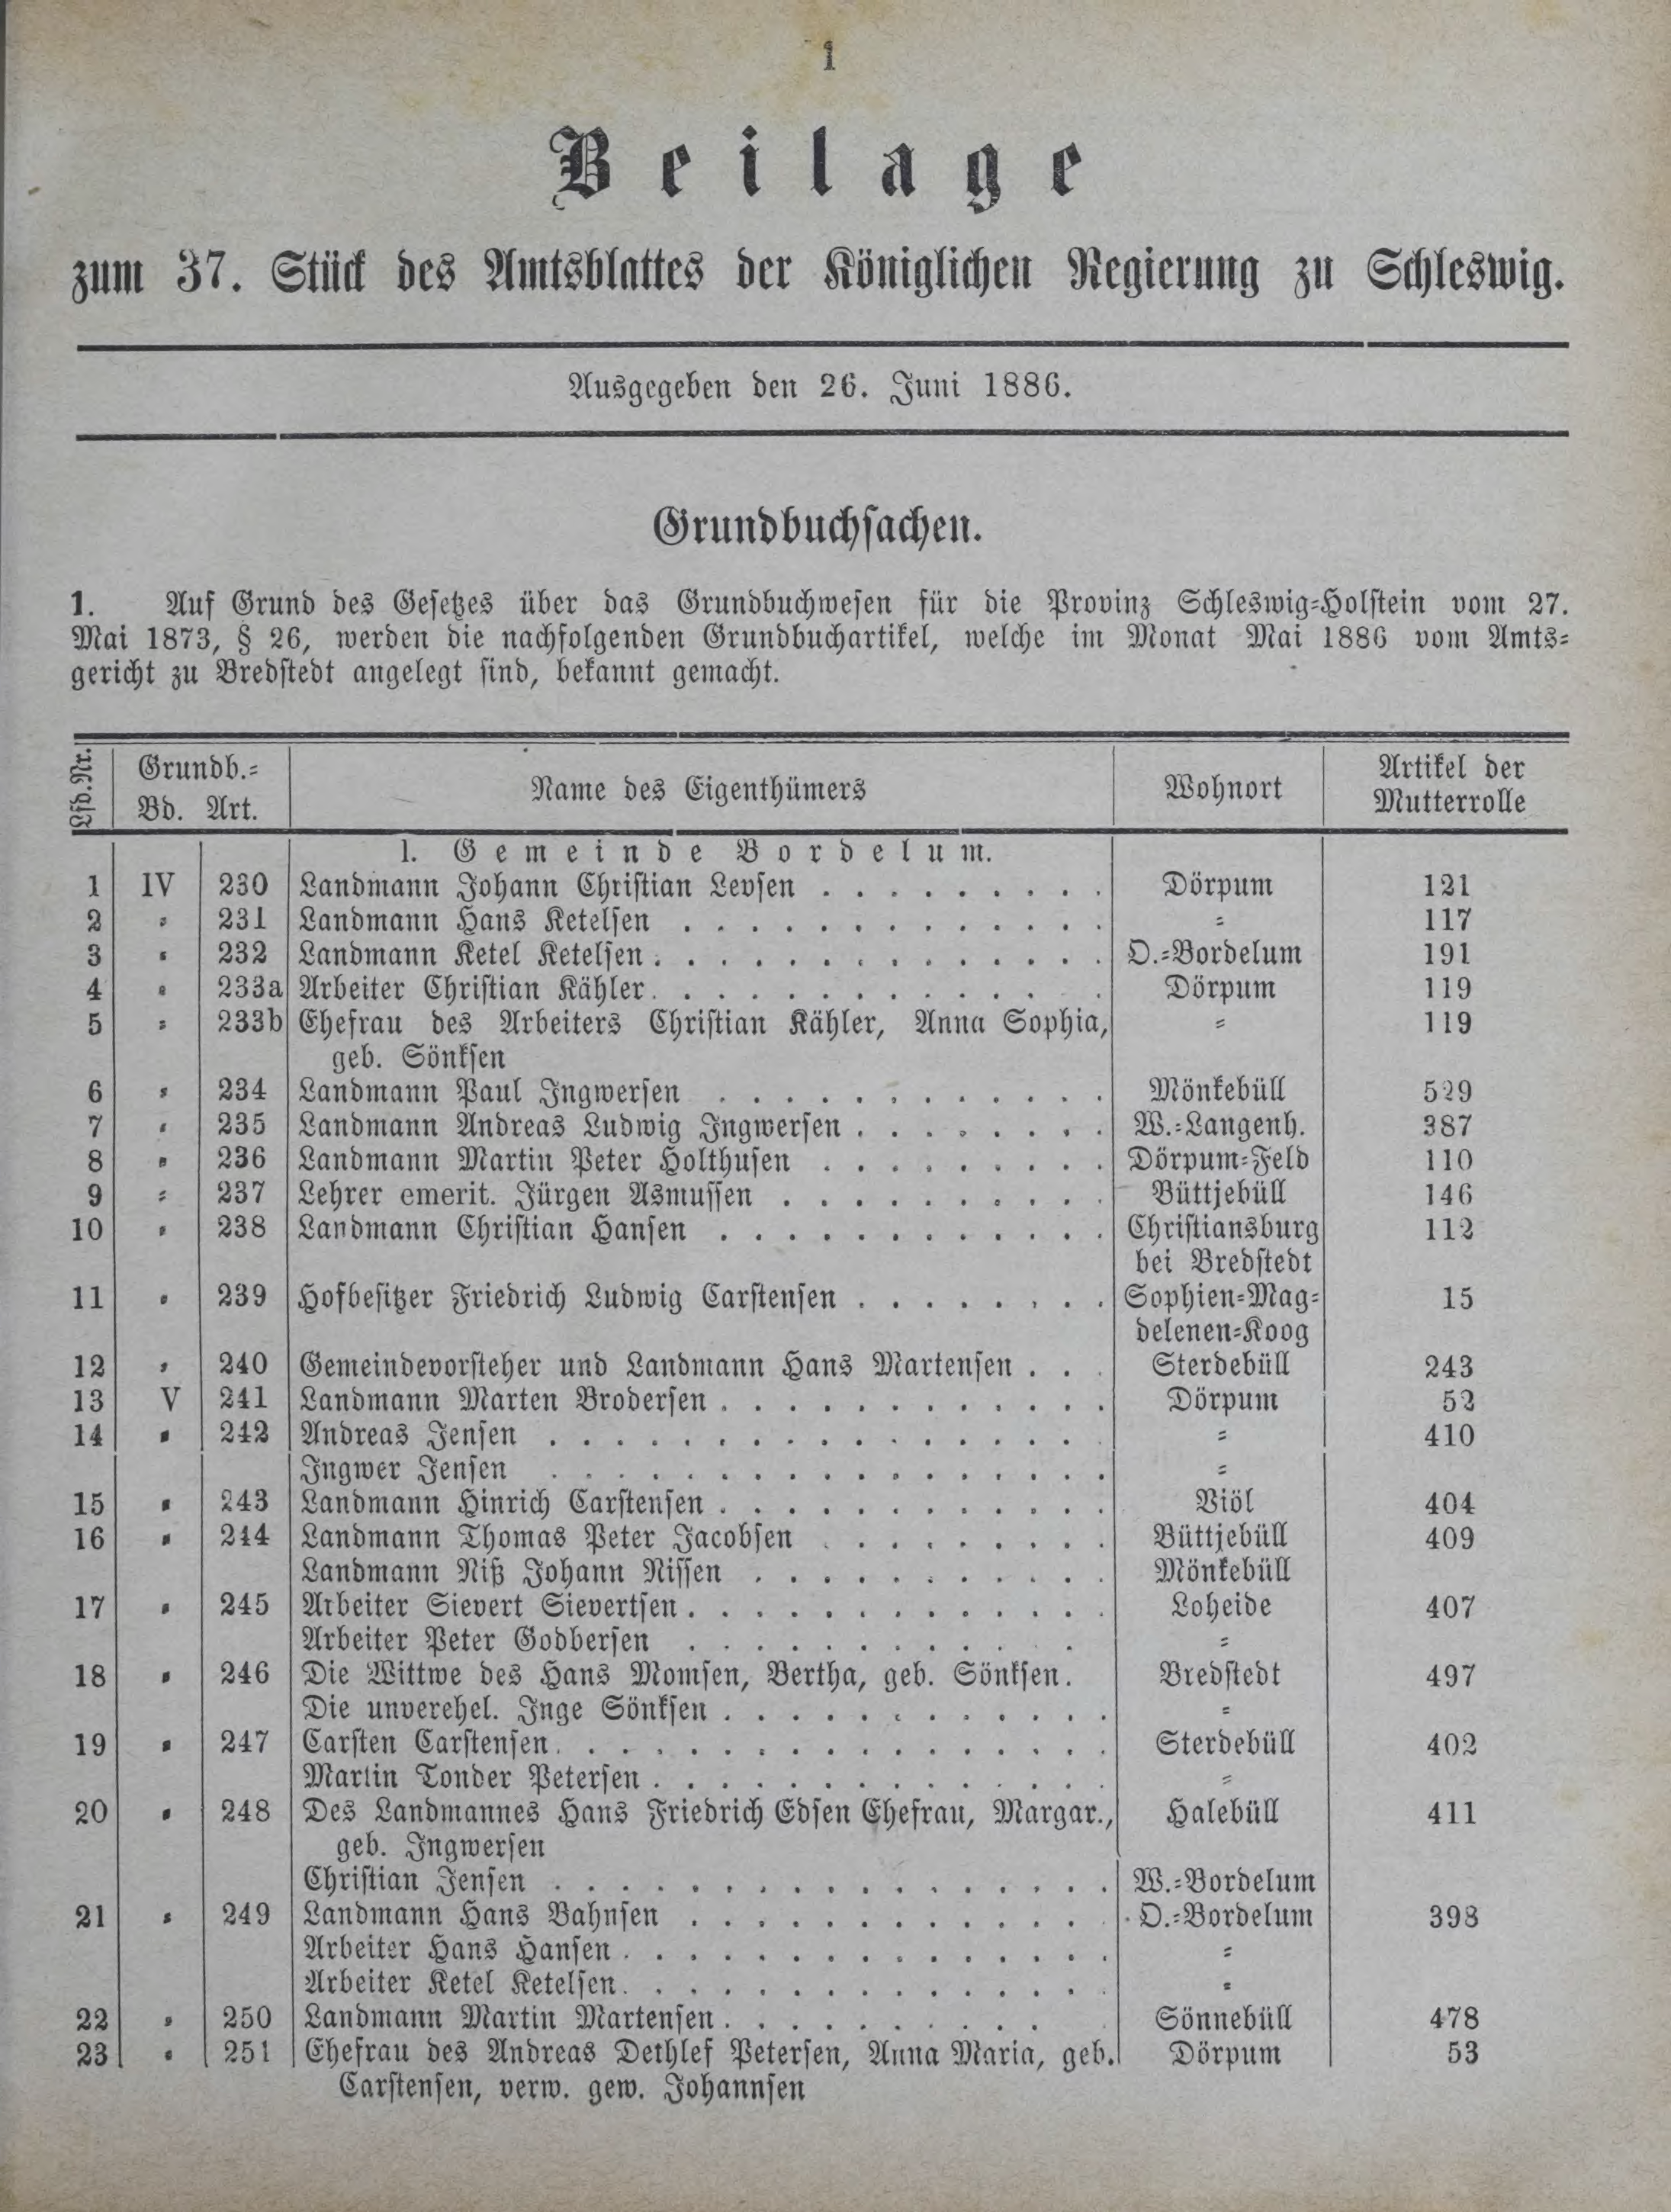 1
Beilage
zum 37. Stück des Amtsblattes der Königlichen Regierung zu Schleswig.
Ausgegeben den 26. Juni 1886.
Grundbuchsachen.
1. Auf Grund des Gesetzes über das Grundbuchwesen für die Provinz Schleswig-Holstein vom 27.
Mai 1873, § 26, werden die nachfolgenden Grundbuchartikel, welche im Monat Mai 1886 vom Amts-
gericht zu Bredstedt angelegt sind, bekannt gemacht.
Lfd. Nr. Grundb.- Bd. Art. Name des Eigenthümers Wohnort Artikel der Mutterrolle
1. Gemeinde Bordelum.
1 IV 230 Landmann Johann Christian Levsen . . . . . . . . . Dörpum 121
2 " 231 Landmann Hans Ketelsen . . . . . . . . . . . . . " 117
3 " 232 Landmann Ketel Ketelsen . . . . . . . . . . . . . . O.-Bordelum 191
4 " 233a Arbeiter Christian Kähler . . . . . . . . . . . . . . Dörpum 119
5 " 233b Ehefrau des Arbeiters Christian Kähler, Anna Sophia, " 119
geb. Sönksen
6 " 234 Landmann Paul Ingwersen . . . . . . . . . . . . Mönkebüll 529
7 " 235 Landmann Andreas Ludwig Ingwersen . . . . . . . . W.-Langenh. 387
8 " 236 Landmann Martin Peter Holthusen . . . . . . . . . Dörpum-Feld 110
9 " 237 Lehrer emerit. Jürgen Asmussen . . . . . . . . . . Büttjebüll 146
10 " 238 Landmann Christian Hansen . . . . . . . . . . . . Christiansburg 112
bei Bredstedt
11 " 239 Hofbesitzer Friedrich Ludwig Carstensen . . . . . . . . Sophien-Mag- 15
delenen-Koog
12 " 240 Gemeindevorsteher und Landmann Hans Martensen . . . Sterdebüll 243
13 V 241 Landmann Marten Brodersen . . . . . . . . . . . . Dörpum 52
14 " 242 Andreas Jensen . . . . . . . . . . . . . . . . . " 410
Ingwer Jensen . . . . . . . . . . . . . . . . . "
15 " 243 Landmann Hinrich Carstensen . . . . . . . . . . . . Viöl 404
16 " 244 Landmann Thomas Peter Jacobsen . . . . . . . . . Büttjebüll 409
Landmann Niß Johann Nissen . . . . . . . . . . . Mönkebüll
17 " 245 Arbeiter Sievert Sievertsen . . . . . . . . . . . . . Loheide 407
Arbeiter Peter Godbersen . . . . . . . . . . . . "
18 " 246 Die Wittwe des Hans Momsen, Bertha, geb. Sönksen. Bredstedt 497
Die unverehel. Inge Sönksen . . . . . . . . . . . . "
19 " 247 Carsten Carstensen . . . . . . . . . . . . . . . . . Sterdebüll 402
Martin Tonder Petersen . . . . . . . . . . . . . . "
20 " 248 Des Landmannes Hans Friedrich Edsen Ehefrau, Margar., Halebüll 411
geb. Ingwersen
Christian Jensen . . . . . . . . . . . . . . . . . W.-Bordelum
21 " 249 Landmann Hans Bahnsen . . . . . . . . . . . . . O.-Bordelum 398
Arbeiter Hans Hansen . . . . . . . . . . . . . . . "
Arbeiter Ketel Ketelsen . . . . . . . . . . . . . . "
22 " 250 Landmann Martin Martensen . . . . . . . . . . Sönnebüll 478
23 " 251 Ehefrau des Andreas Dethlef Petersen, Anna Maria, geb. Dörpum 53
Carstensen, verw. gew. Johannsen